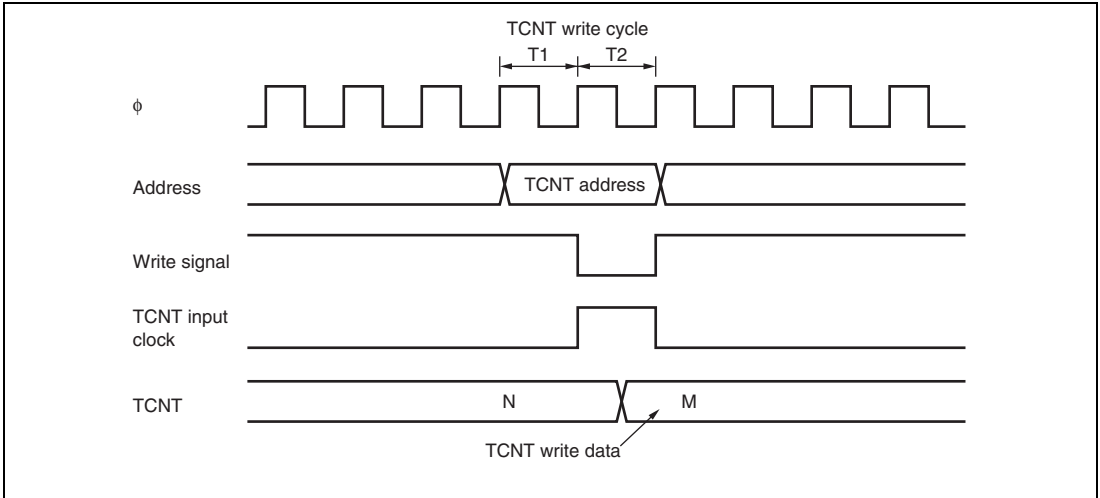 TCNT write cycle
T1 T2
ϕ
Address
TCNT address
Write signal
TCNT input
clock
TCNT
N M
TCNT write data